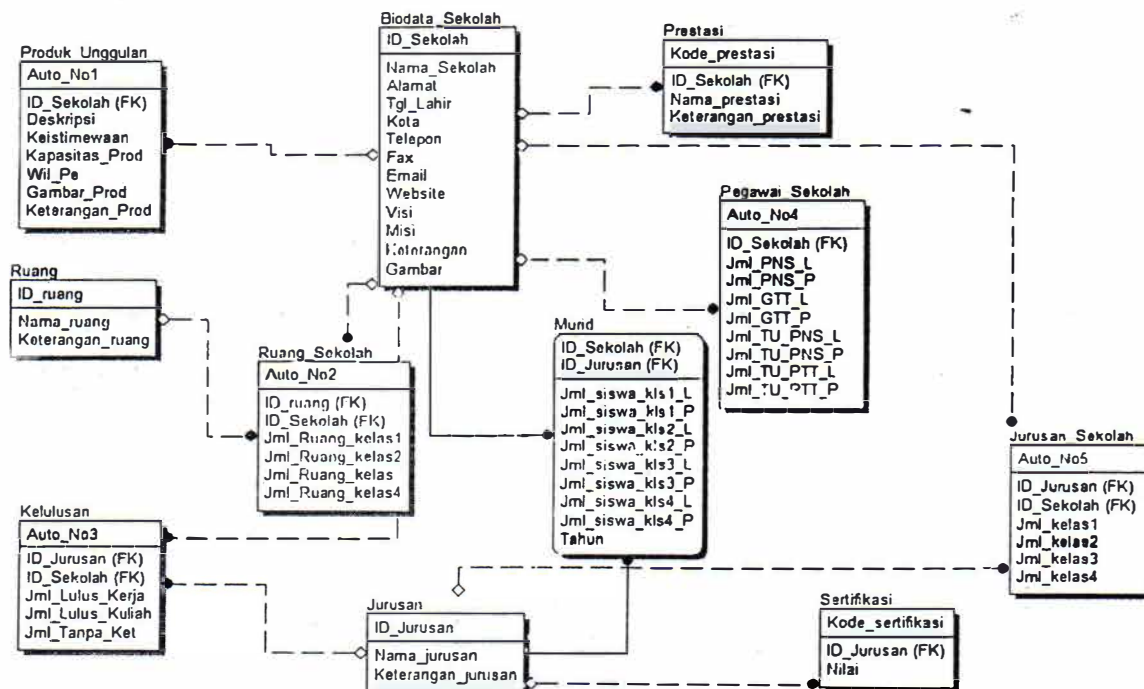 Biodata_Sekolah
ID_Sekolah
Nama_Sekolah
Alamat
Tgl_Lahir
Kota
Telepon
Fax
Email
Website
Visi
Misi
Keterangan
Gambar
Produk_Unggulan
Auto_No1
ID_Sekolah (FK)
Deskripsi
Keistimewaan
Kapasitas_Prod
Wil_Pe
Gambar_Prod
Keterangan_Prod
Prestasi
Kode_prestasi
ID_Sekolah (FK)
Nama_prestasi
Keterangan_prestasi
Pegawai_Sekolah
Auto_No4
ID_Sekolah (FK)
Jml_PNS_L
Jml_PNS_P
Jml_GTT_L
Jml_GTT_P
Jml_TU_PNS_L
Jml_TU_PNS_P
Jml_TU_PTT_L
Jml_TU_PTT_P
Ruang
ID_ruang
Nama_ruang
Keterangan_ruang
Ruang_Sekolah
Auto_No2
ID_ruang (FK)
ID_Sekolah (FK)
Jml_Ruang_kelas1
Jml_Ruang_kelas2
Jml_Ruang_kelas
Jml_Ruang_kelas4
Murid
ID_Sekolah (FK)
ID_Jurusan (FK)
Jml_siswa_kls1_L
Jml_siswa_kls1_P
Jml_siswa_kls2_L
Jml_siswa_kls2_P
Jml_siswa_kls3_L
Jml_siswa_kls3_P
Jml_siswa_kls4_L
Jml_siswa_kls4_P
Tahun
Jurusan_Sekolah
Auto_No5
ID_Jurusan (FK)
ID_Sekolah (FK)
Jml_kelas1
Jml_kelas2
Jml_kelas3
Jml_kelas4
Kelulusan
Auto_No3
ID_Jurusan (FK)
ID_Sekolah (FK)
Jml_Lulus_Kerja
Jml_Lulus_Kuliah
Jml_Tanpa_Ket
Jurusan
ID_Jurusan
Nama_jurusan
Keterangan_jurusan
Sertifikasi
Kode_sertifikasi
ID_Jurusan (FK)
Nilai